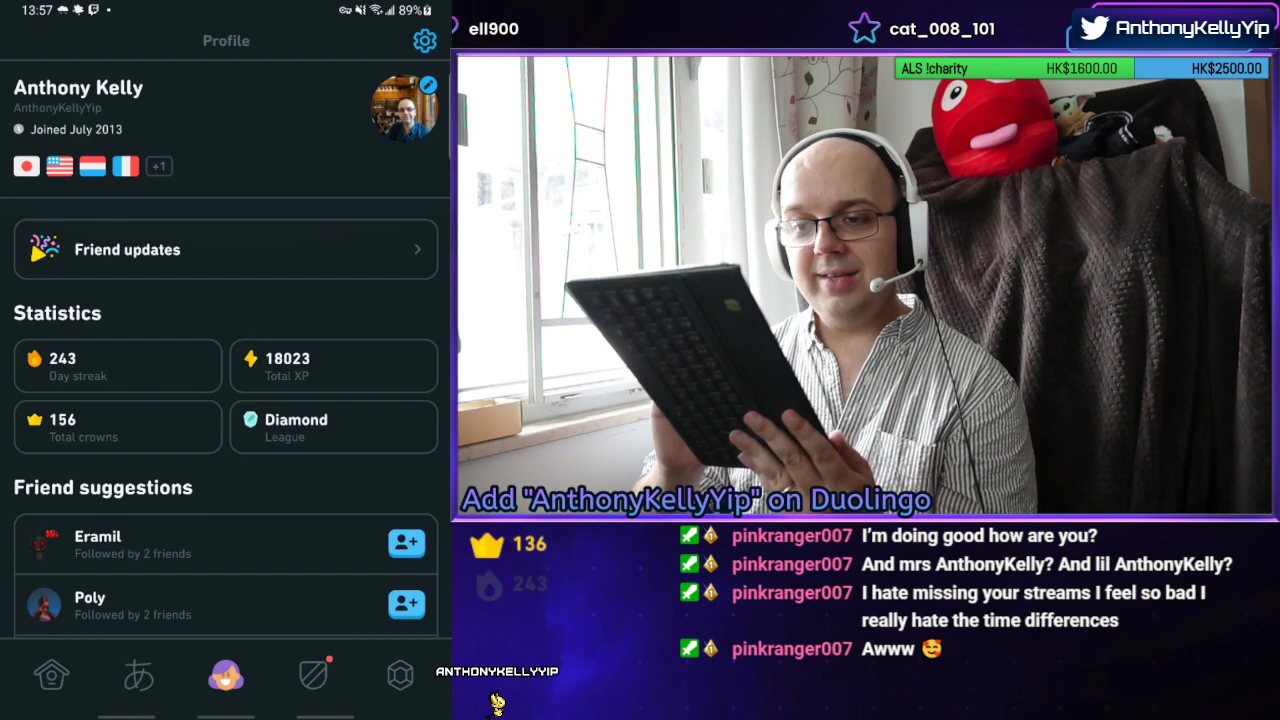 13:57
89%
Profile
Anthony Kelly
AnthonyKellyYip
Joined July 2013
+1
Friend updates
Statistics
243
Day streak
18023
Total XP
156
Total crowns
Diamond
League
Friend suggestions
Eramil
Followed by 2 friends
Poly
Followed by 2 friends
あ
ell900
cat_008_101
AnthonyKellyYip
ALS !charity HK$1600.00 HK$2500.00
Add "AnthonyKellyYip" on Duolingo
136
243
pinkranger007 I'm doing good how are you?
pinkranger007 And mrs AnthonyKelly? And lil AnthonyKelly?
pinkranger007 I hate missing your streams I feel so bad I
really hate the time differences
pinkranger007 Awww 🥰
ANTHONYKELLYYIP